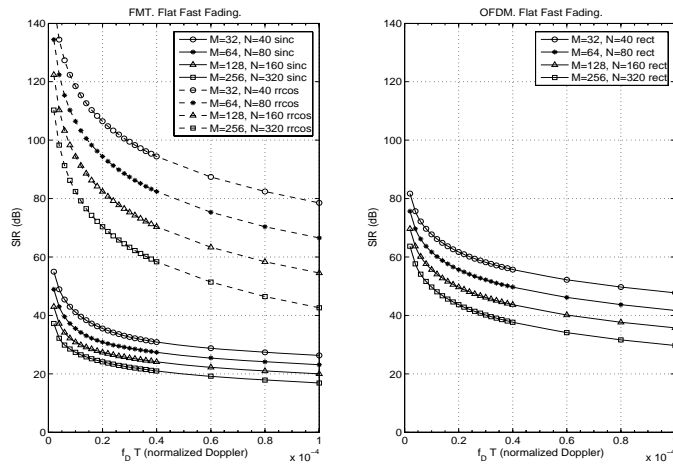 FMT. Flat Fast Fading.
140
120
100
80
60
40
20
0
SIR (dB)
M=32, N=40 sinc
M=64, N=80 sinc
M=128, N=160 sinc
M=256, N=320 sinc
M=32, N=40 rrcos
M=64, N=80 rrcos
M=128, N=160 rrcos
M=256, N=320 rrcos
0 0.2 0.4 0.6 0.8 1
f_D T (normalized Doppler)
x 10^-4
OFDM. Flat Fast Fading.
140
120
100
80
60
40
20
0
SIR (dB)
M=32, N=40 rect
M=64, N=80 rect
M=128, N=160 rect
M=256, N=320 rect
0 0.2 0.4 0.6 0.8 1
f_D T (normalized Doppler)
x 10^-4